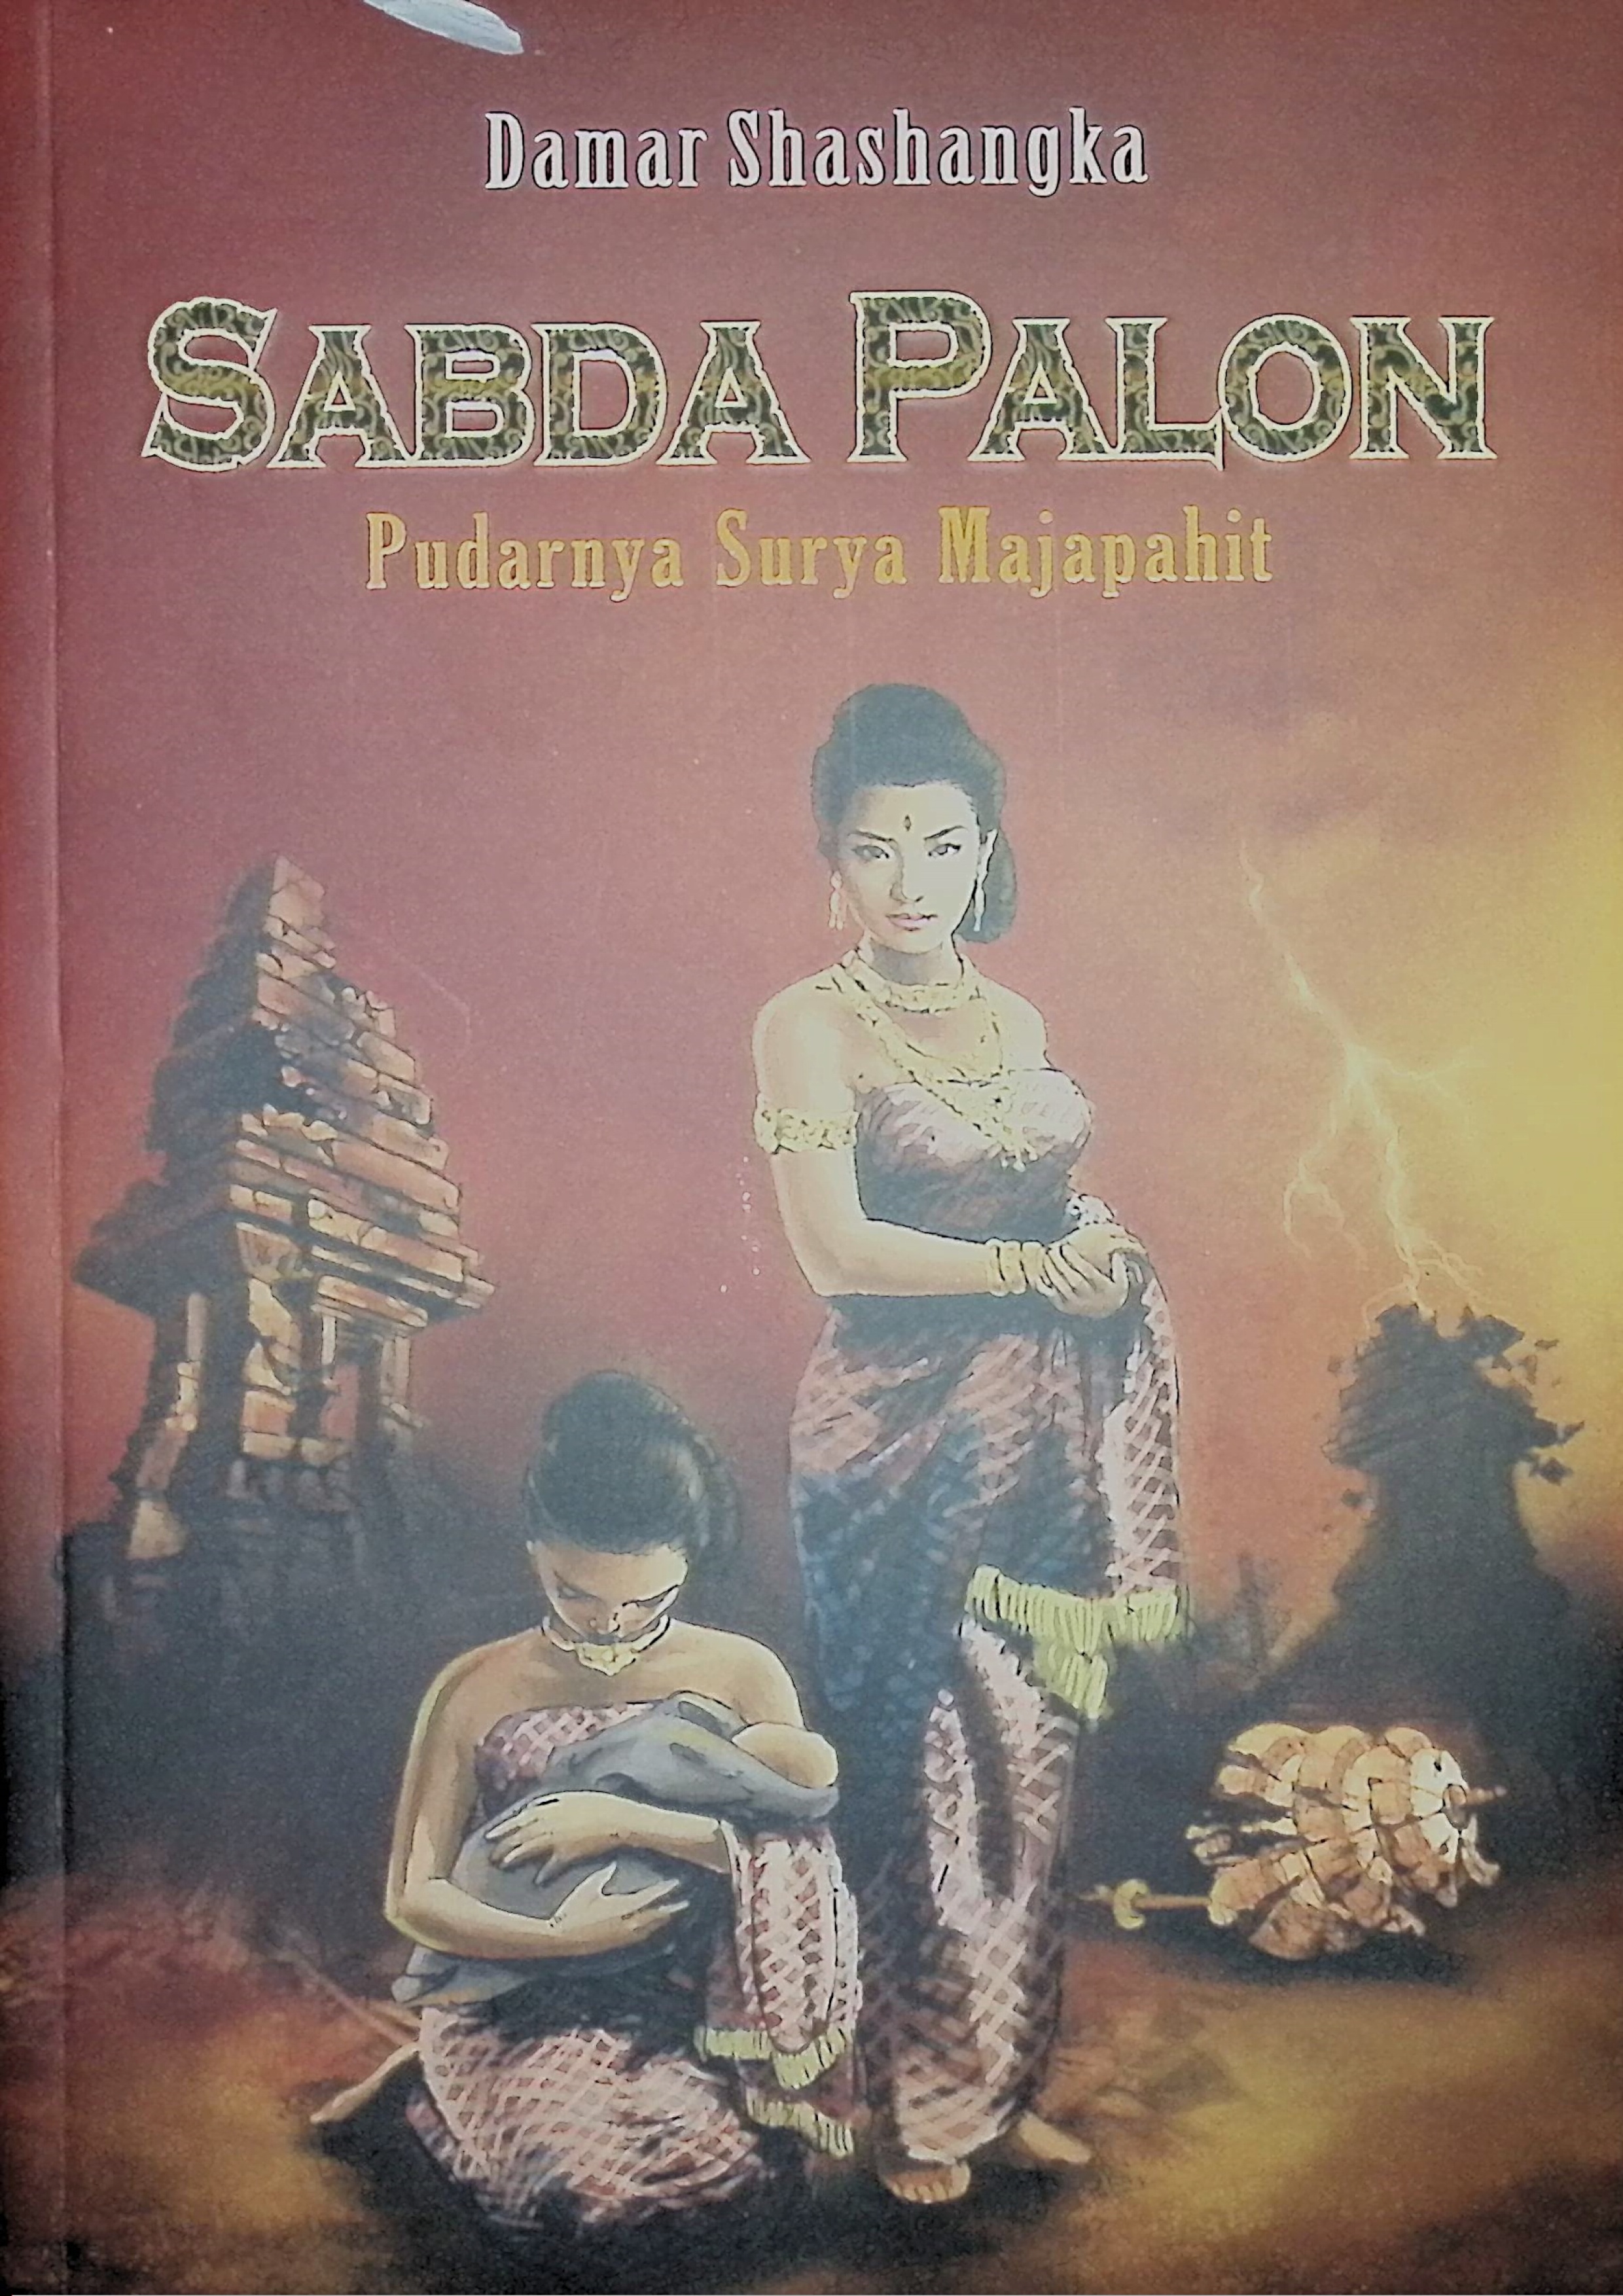 Damar Shashangka
SABDA PALON
Pudarnya Surya Majapahit